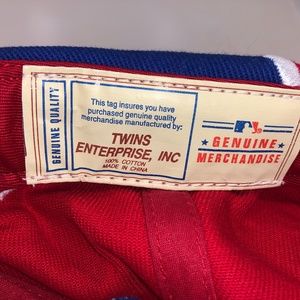 GENUINE QUALITY
This tag insures you have
purchased genuine quality
merchandise manufactured by:
TWINS
ENTERPRISE, INC
100% COTTON
MADE IN CHINA
GENUINE
MERCHANDISE